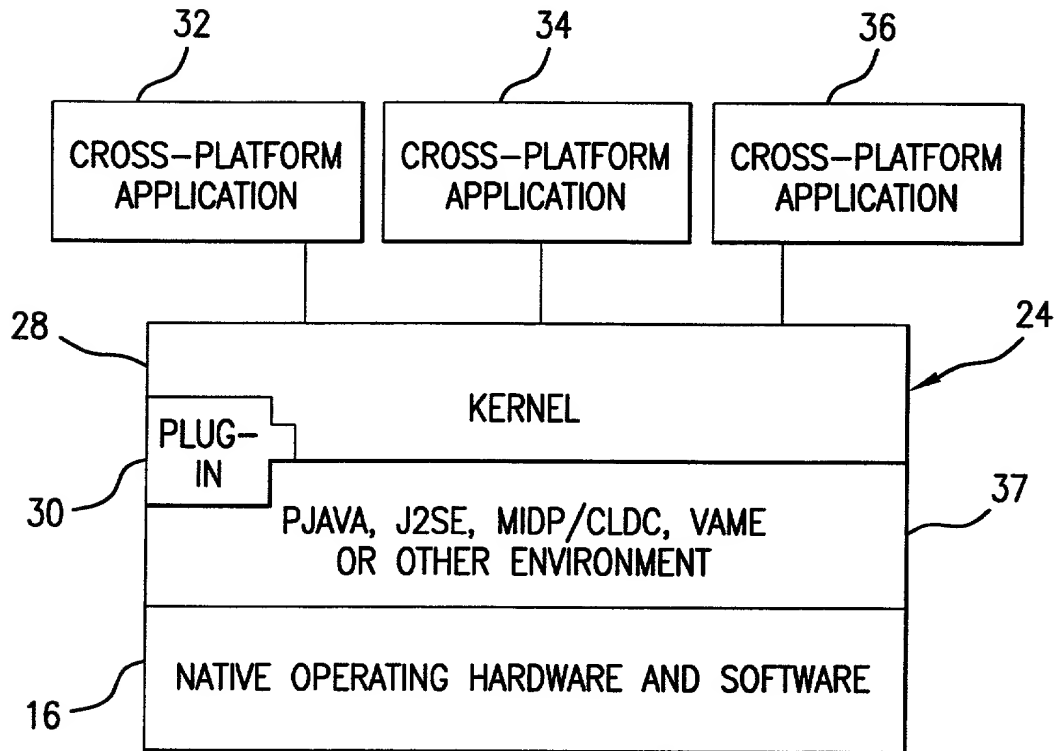 32
34
36
CROSS-PLATFORM
APPLICATION
CROSS-PLATFORM
APPLICATION
CROSS-PLATFORM
APPLICATION
28
24
KERNEL
PLUG-
IN
30
37
PJAVA, J2SE, MIDP/CLDC, VAME
OR OTHER ENVIRONMENT
NATIVE OPERATING HARDWARE AND SOFTWARE
16